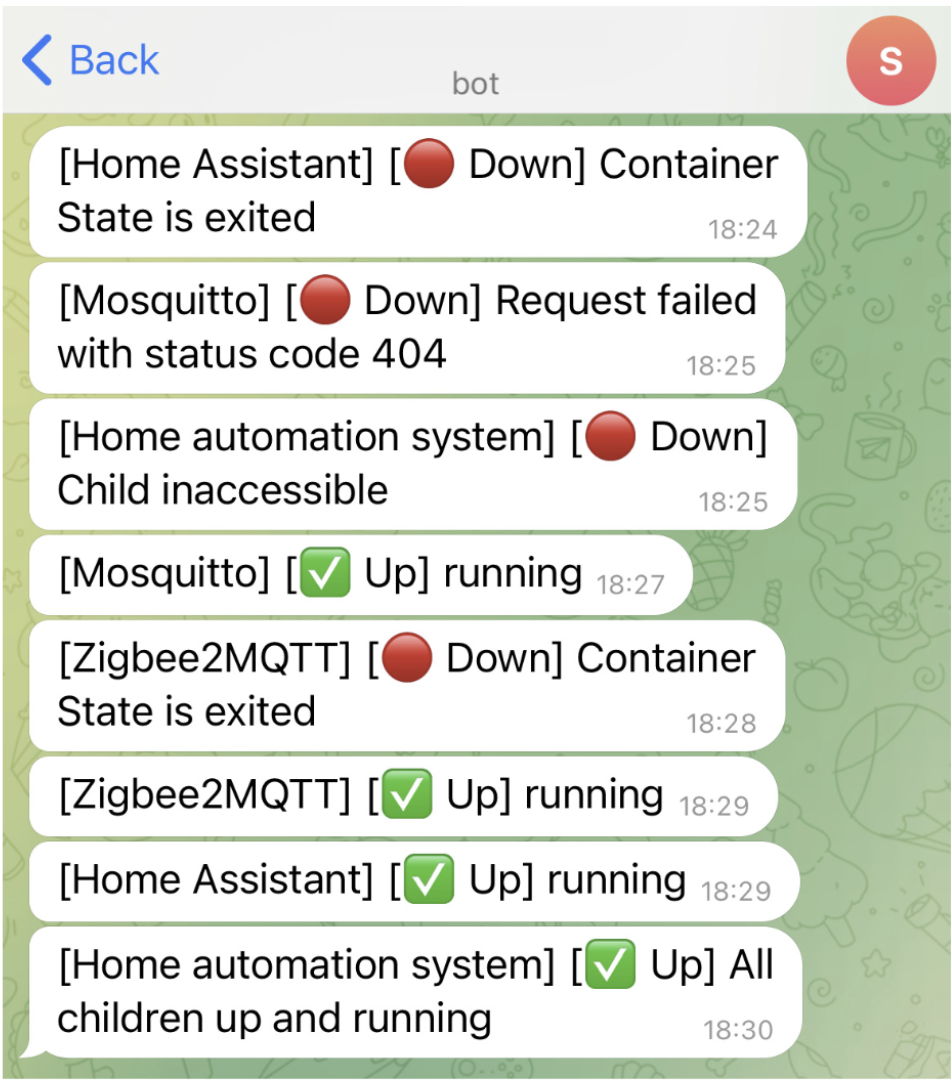 Back
bot
S
[Home Assistant] [🔴 Down] Container
State is exited
18:24
[Mosquitto] [🔴 Down] Request failed
with status code 404
18:25
[Home automation system] [🔴 Down]
Child inaccessible
18:25
[Mosquitto] [✅ Up] running 18:27
[Zigbee2MQTT] [🔴 Down] Container
State is exited
18:28
[Zigbee2MQTT] [✅ Up] running 18:29
[Home Assistant] [✅ Up] running 18:29
[Home automation system] [✅ Up] All
children up and running
18:30